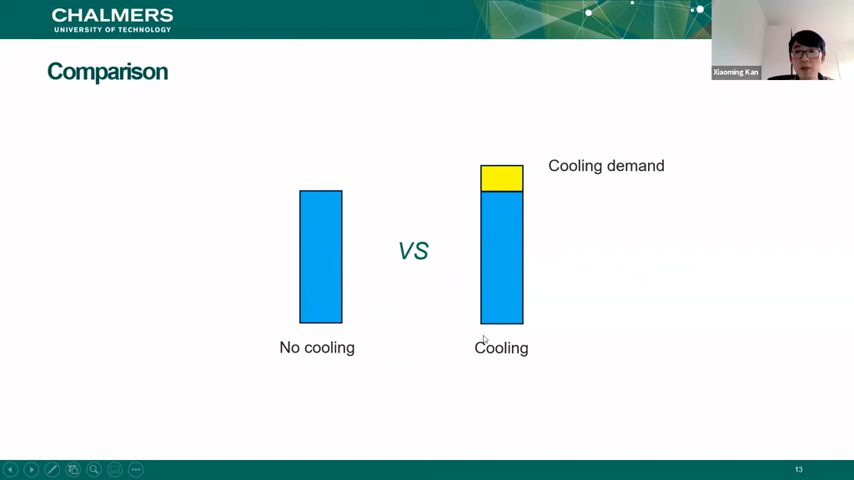 CHALMERS
UNIVERSITY OF TECHNOLOGY
Xiaoming Kan
Comparison
Cooling demand
VS
No cooling
Cooling
13